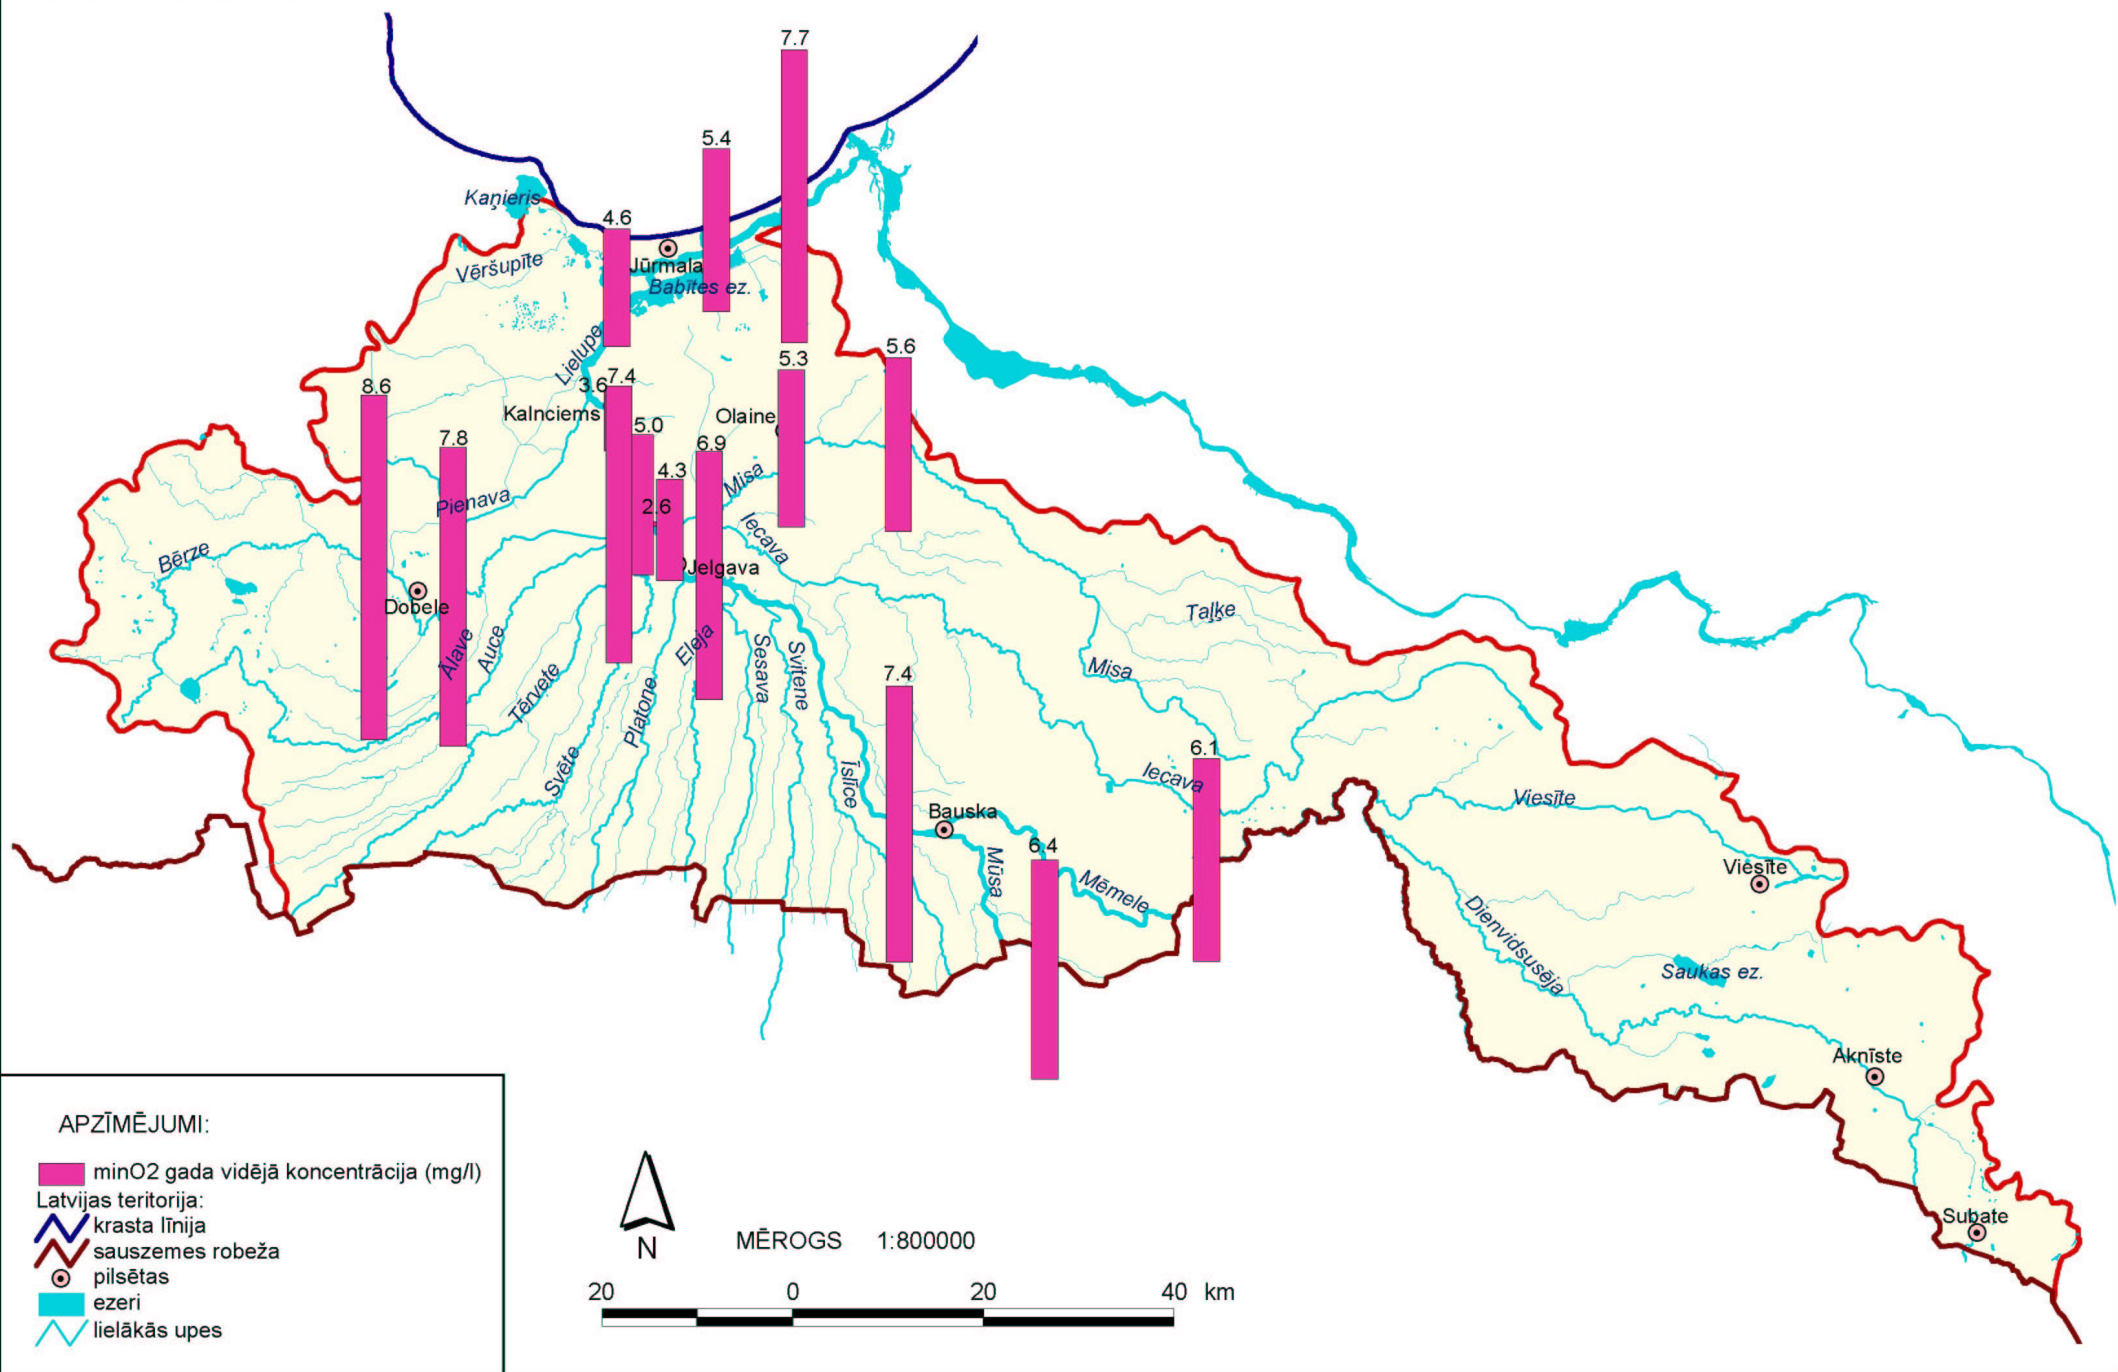 7.7
5.4
Kaņieris
4.6
Vēršupīte
Jūrmala
Babītes ez.
Lielupe
5.6
5.3
3.6
7.4
8.6
Kalnciems
Olaine
5.0
7.8
6.9
4.3
Misa
Pienava
2.6
Iecava
Bērze
Jelgava
Dobele
Taļķe
Ālave
Auce
Eleja
Sesava
Svitene
Misa
7.4
Tērvete
Platone
6.1
Svēte
Īslīce
Iecava
Viesīte
Bauska
6.4
Viesīte
Mūsa
Mēmele
Dienvidsusēja
Saukas ez.
Aknīste
Subate
APZĪMĒJUMI:
minO2 gada vidējā koncentrācija (mg/l)
Latvijas teritorija:
krasta līnija
sauszemes robeža
pilsētas
ezeri
lielākās upes
N
MĒROGS 1:800000
20 0 20 40 km